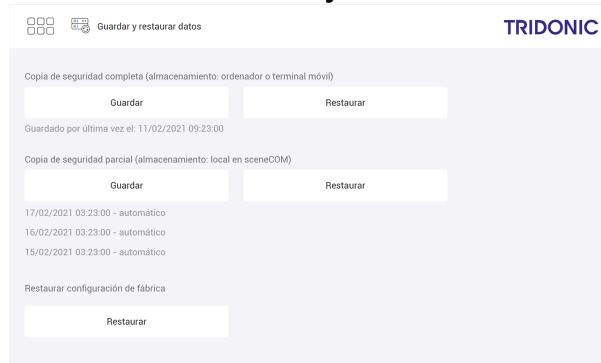 Guardar y restaurar datos
TRIDONIC
Copia de seguridad completa (almacenamiento: ordenador o terminal móvil)
Guardar
Restaurar
Guardado por última vez el: 11/02/2021 09:23:00
Copia de seguridad parcial (almacenamiento: local en sceneCOM)
Guardar
Restaurar
17/02/2021 03:23:00 - automático
16/02/2021 03:23:00 - automático
15/02/2021 03:23:00 - automático
Restaurar configuración de fábrica
Restaurar